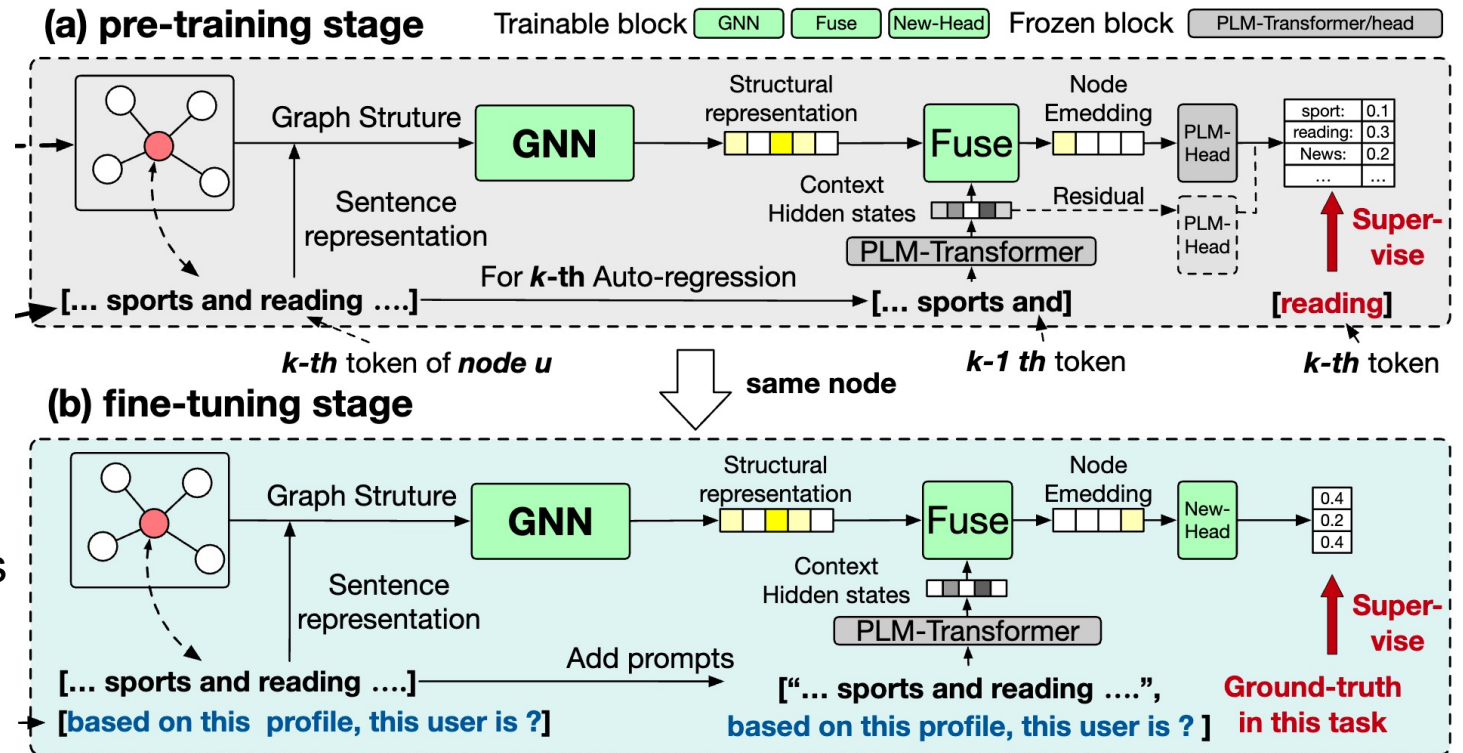 (a) pre-training stage
Trainable block GNN Fuse New-Head Frozen block PLM-Transformer/head
Graph Struture
GNN
Structural
representation
Fuse
Node
Emedding
PLM-
Head
sport: 0.1
reading: 0.3
News: 0.2
... ...
Sentence
representation
Context
Hidden states
Residual
PLM-
Head
PLM-Transformer
Super-
vise
For k-th Auto-regression
[... sports and reading ....]
[... sports and]
[reading]
k-th token of node u
k-1 th token
k-th token
same node
(b) fine-tuning stage
Graph Struture
GNN
Structural
representation
Fuse
Node
Emedding
New-
Head
0.4
0.2
0.4
Sentence
representation
Context
Hidden states
PLM-Transformer
Super-
vise
Add prompts
[... sports and reading ....]
[based on this profile, this user is ?]
[“... sports and reading ....”,
based on this profile, this user is ? ]
Ground-truth
in this task
s